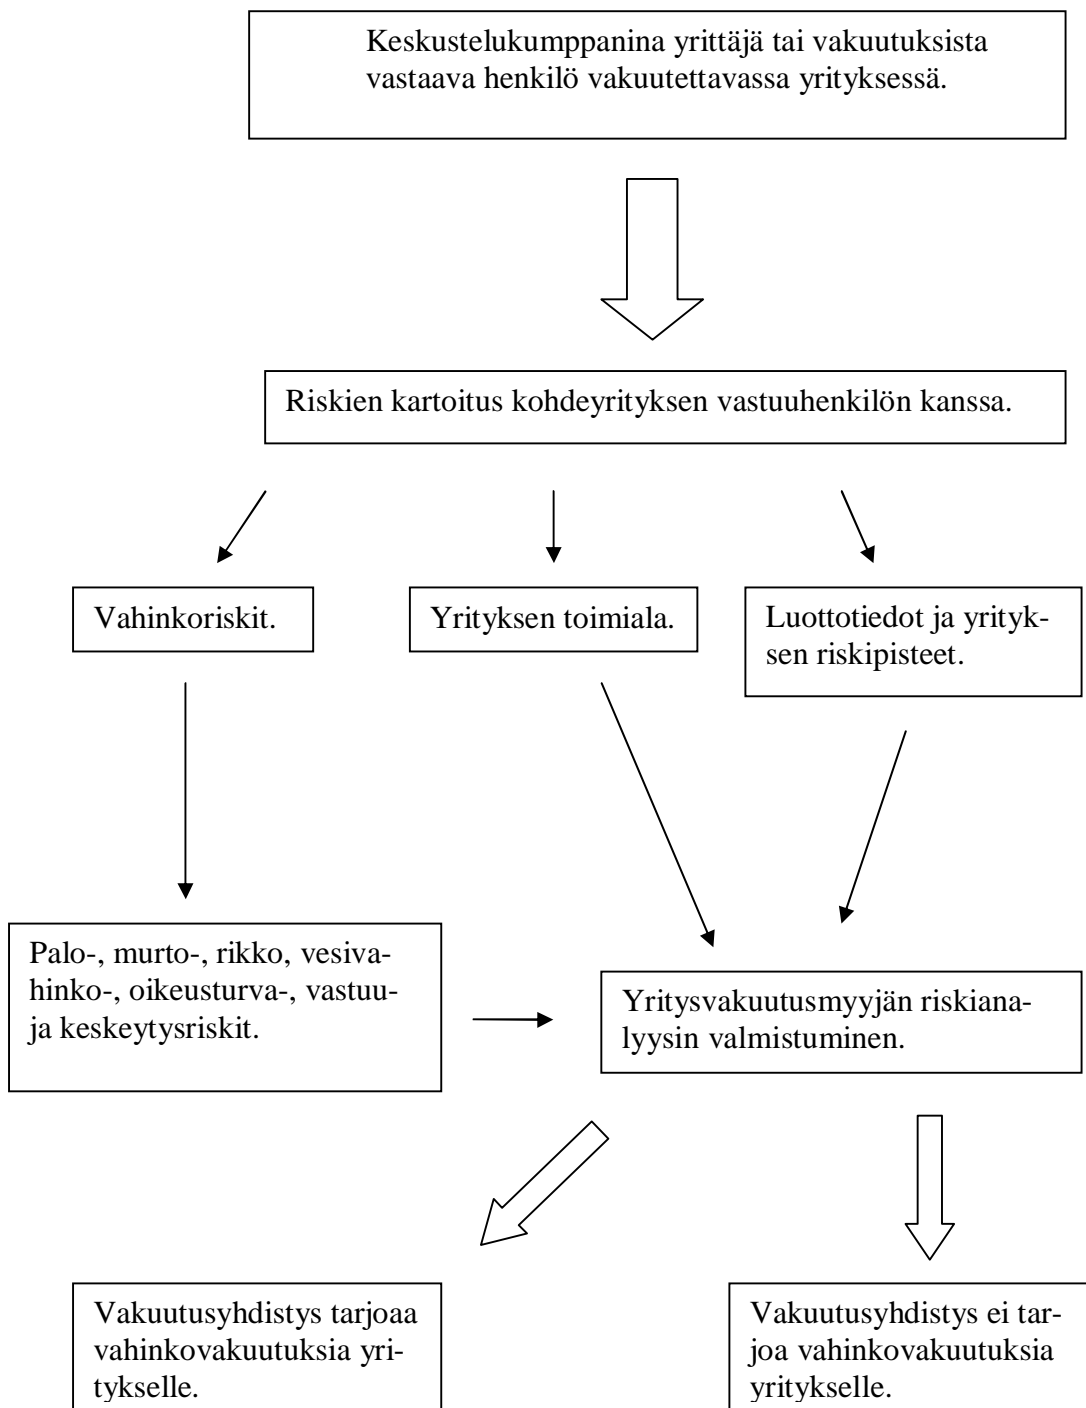 Keskustelukumppanina yrittäjä tai vakuutuksista
vastaava henkilö vakuutettavassa yrityksessä.
Riskien kartoitus kohdeyrityksen vastuuhenkilön kanssa.
Vahinkoriskit.
Yrityksen toimiala.
Luottotiedot ja yrityk-
sen riskipisteet.
Palo-, murto-, rikko, vesiva-
hinko-, oikeusturva-, vastuu-
ja keskeytysriskit.
Yritysvakuutusmyyjän riskiana-
lyysin valmistuminen.
Vakuutusyhdistys tarjoaa
vahinkovakuutuksia yri-
tykselle.
Vakuutusyhdistys ei tar-
joa vahinkovakuutuksia
yritykselle.